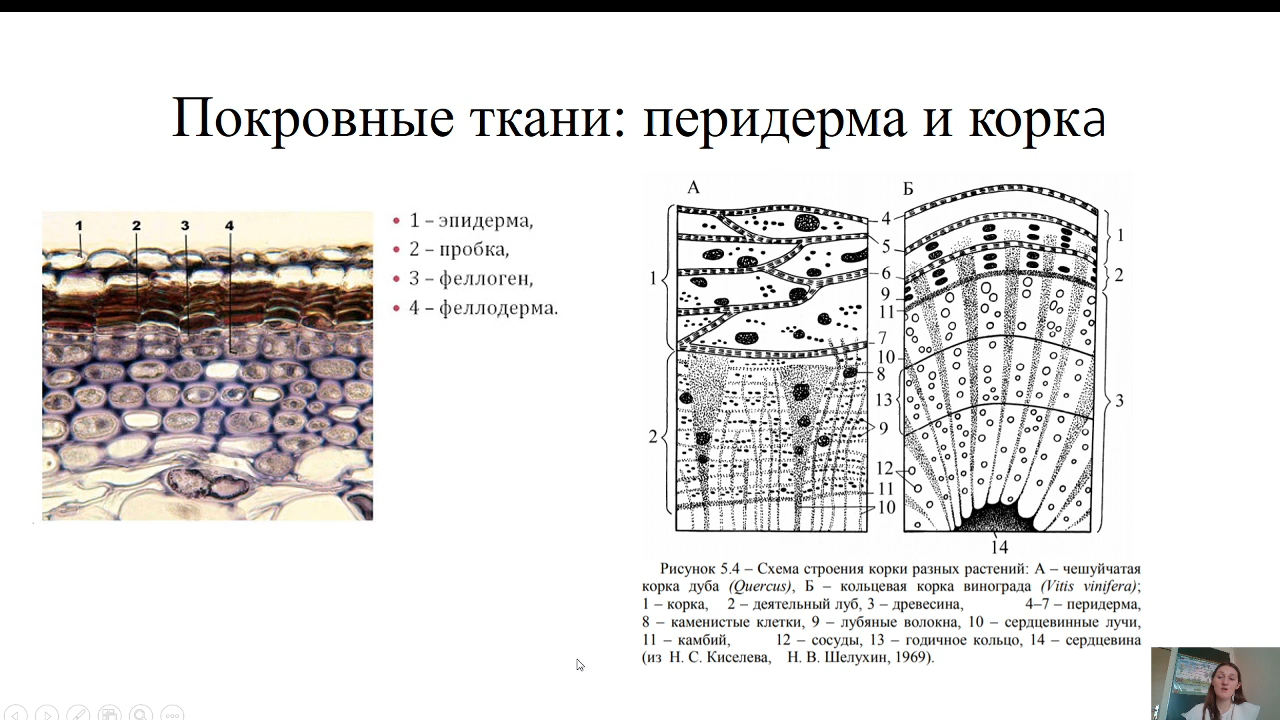 Покровные ткани: перидерма и корка
1 2 3 4
• 1 – эпидерма,
• 2 – пробка,
• 3 – феллоген,
• 4 – феллодерма.
А
1
2
Б
4
5
6
9
11
7
10
8
13
9
12
11
10
1
2
3
14
Рисунок 5.4 – Схема строения корки разных растений: А – чешуйчатая
корка дуба (Quercus), Б – кольцевая корка винограда (Vitis vinifera);
1 – корка, 2 – деятельный луб, 3 – древесина, 4–7 – перидерма,
8 – каменистые клетки, 9 – лубяные волокна, 10 – сердцевинные лучи,
11 – камбий, 12 – сосуды, 13 – годичное кольцо, 14 – сердцевина
(из Н. С. Киселева, Н. В. Шелухин, 1969).